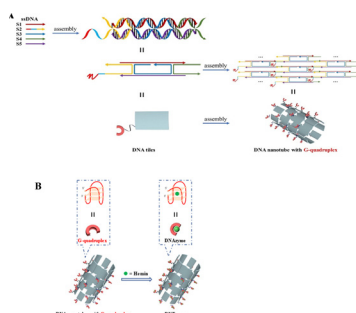 A
ssDNA
S1
S2
S3
S4
S5
assembly
assembly
DNA tiles
assembly
DNA nanotube with G-quadruplex
B
G-quadruplex
DNAzyme
= Hemin